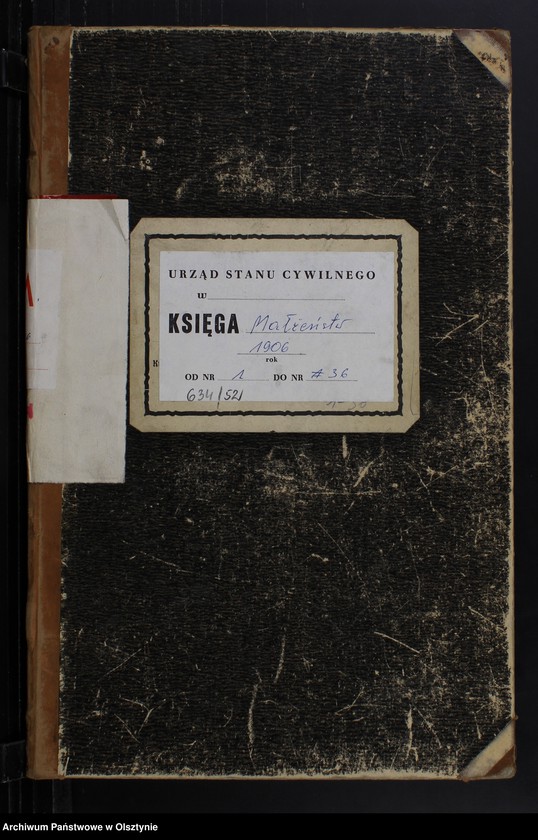 URZĄD STANU CYWILNEGO
w
KSIĘGA Małżeństw
1906
rok
OD NR 1 DO NR # 36
634/521
Archiwum Państwowe w Olsztynie